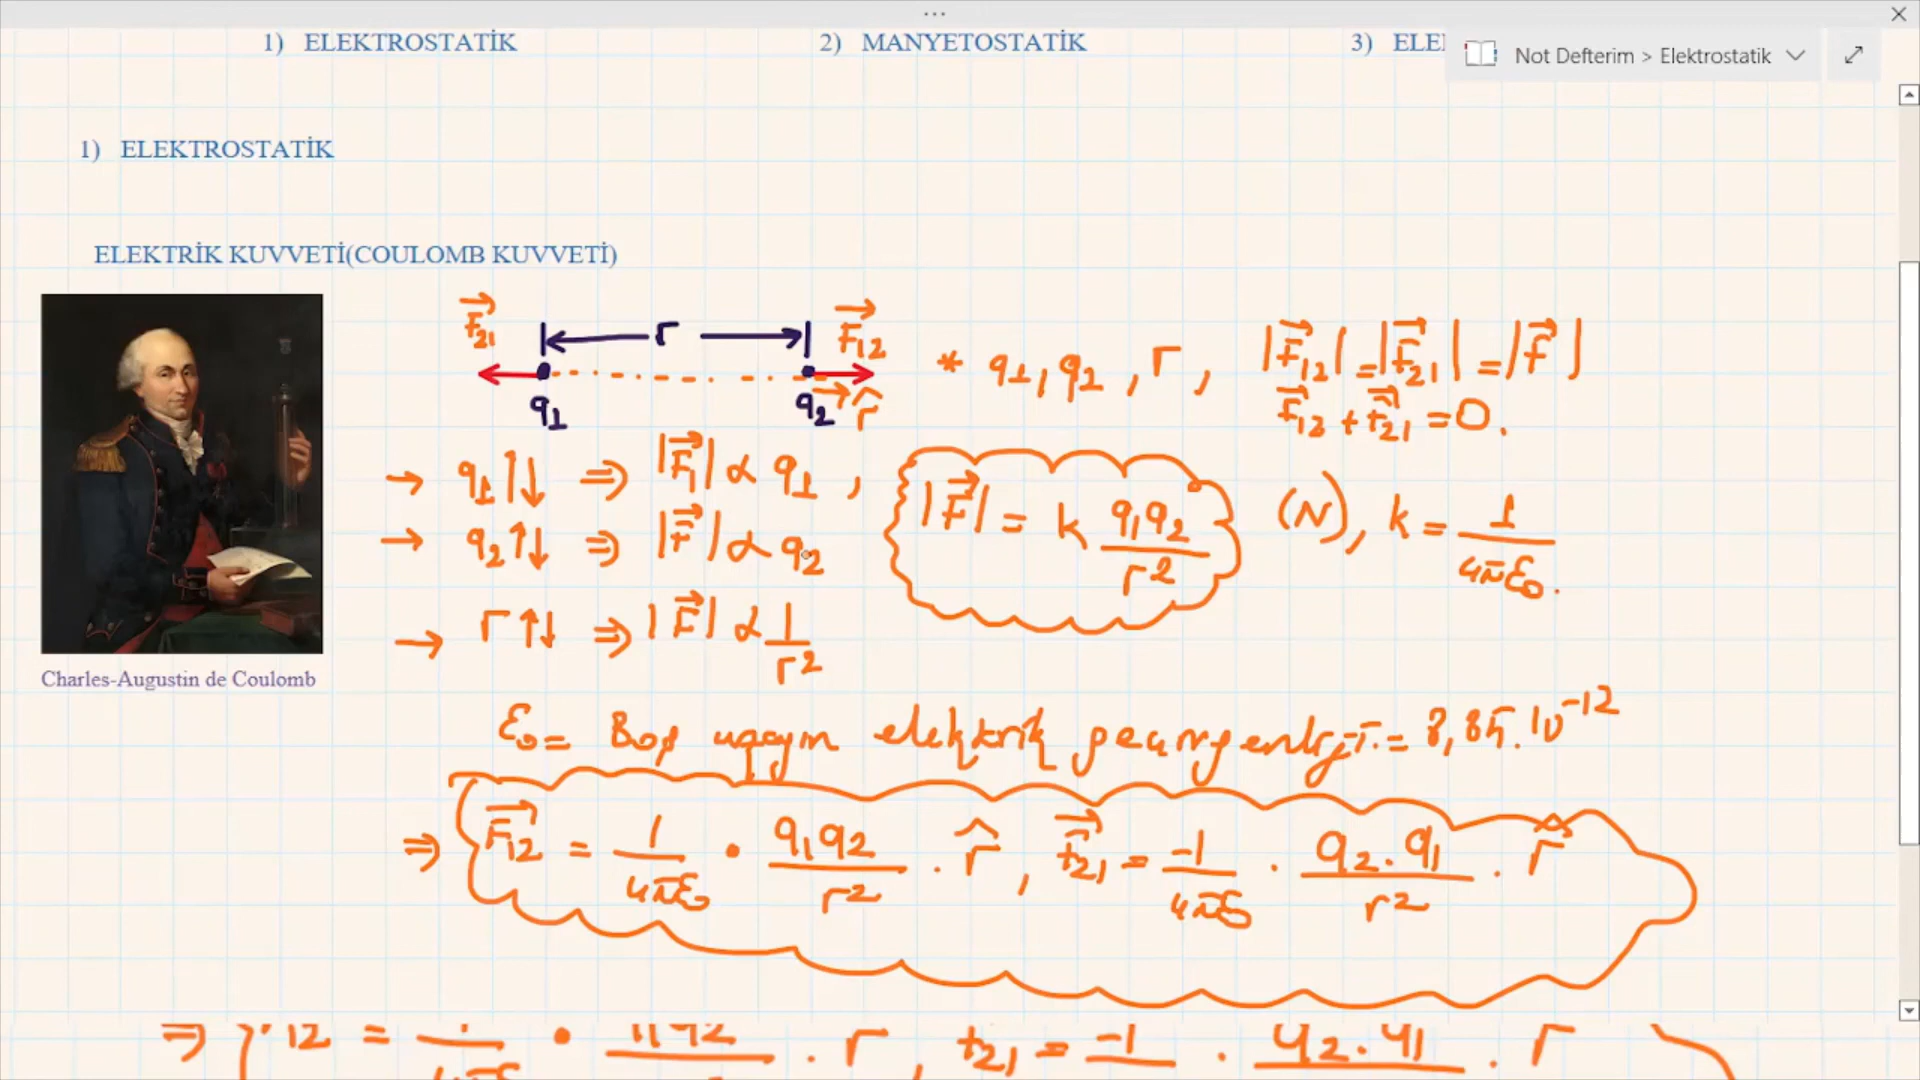 1) ELEKTROSTATİK 2) MANYETOSTATİK 3) ELE
Not Defterim > Elektrostatik
1) ELEKTROSTATİK
ELEKTRİK KUVVETİ(COULOMB KUVVETİ)
F⃗21 r F⃗12
q1 q2 r̂
* q1, q2, r, |F⃗12| = |F⃗21| = |F⃗|
F⃗12 + F⃗21 = 0.
→ q1 ↑↓ ⇒ |F⃗| α q1,
→ q2 ↑↓ ⇒ |F⃗| α q2
→ r ↑↓ ⇒ |F⃗| α 1/r²
|F⃗| = k q1q2/r² (N), k = 1/4πε0.
Charles-Augustin de Coulomb
ε0 = Boş uzayın elektrik = 8,85.10⁻¹²
⇒ F⃗12 = 1/4πε0 · q1q2/r² · r̂, F⃗21 = -1/4πε0 · q2·q1/r² · r̂